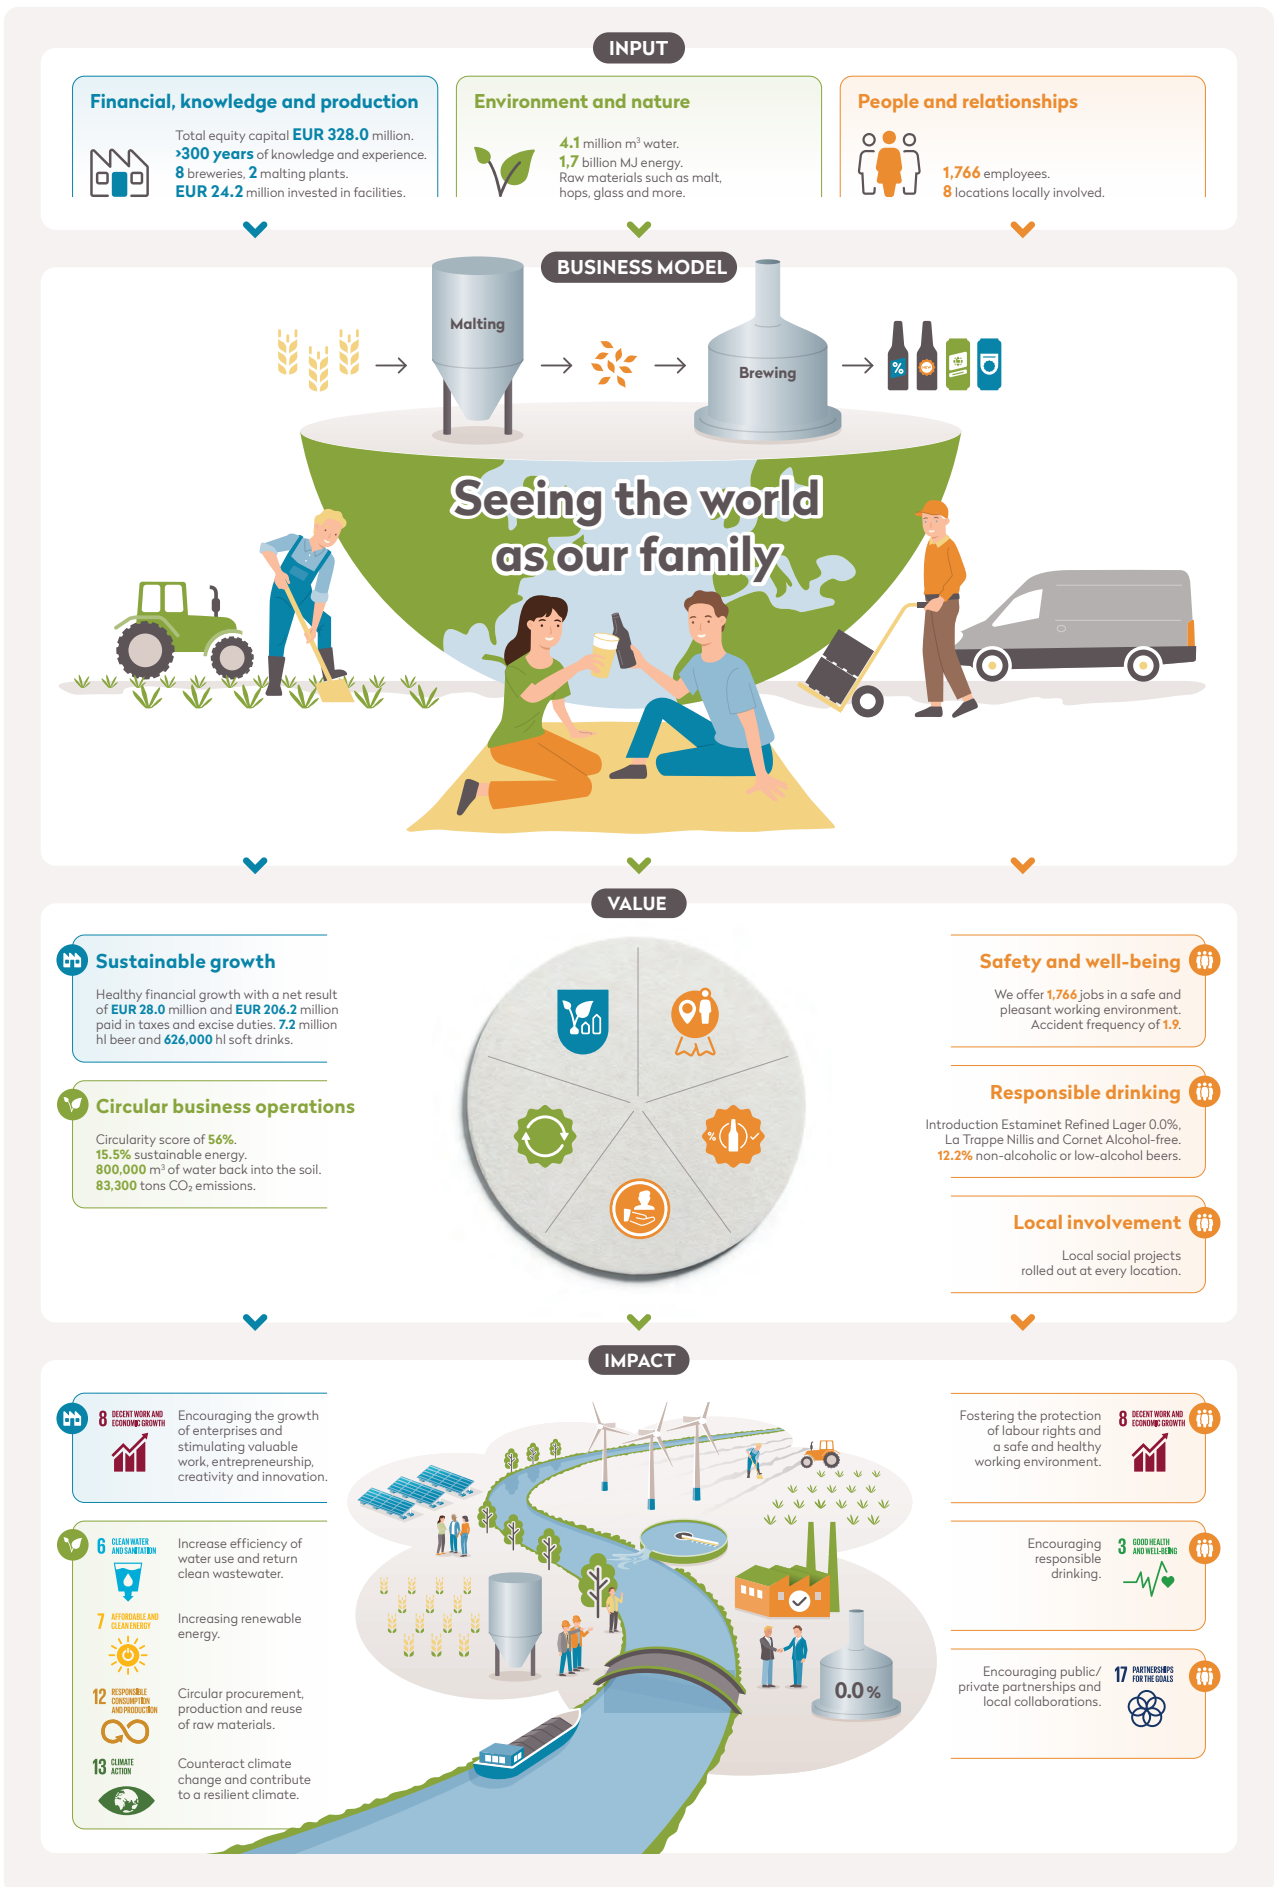 INPUT
Financial, knowledge and production
Total equity capital EUR 328.0 million.
>300 years of knowledge and experience.
8 breweries, 2 malting plants.
EUR 24.2 million invested in facilities.
Environment and nature
4.1 million m³ water.
1,7 billion MJ energy.
Raw materials such as malt,
hops, glass and more.
People and relationships
1,766 employees.
8 locations locally involved.
BUSINESS MODEL
Malting
Brewing
%
Seeing the world
as our family
VALUE
Sustainable growth
Healthy financial growth with a net result
of EUR 28.0 million and EUR 206.2 million
paid in taxes and excise duties. 7.2 million
hl beer and 626,000 hl soft drinks.
Circular business operations
Circularity score of 56%.
15.5% sustainable energy.
800,000 m³ of water back into the soil.
83,300 tons CO₂ emissions.
%
Safety and well-being
We offer 1,766 jobs in a safe and
pleasant working environment.
Accident frequency of 1.9.
Responsible drinking
Introduction Estaminet Refined Lager 0.0%,
La Trappe Nillis and Cornet Alcohol-free.
12.2% non-alcoholic or low-alcohol beers.
Local involvement
Local social projects
rolled out at every location.
IMPACT
8 DECENT WORK AND
ECONOMIC GROWTH
Encouraging the growth
of enterprises and
stimulating valuable
work, entrepreneurship,
creativity and innovation.
6 CLEAN WATER
AND SANITATION
Increase efficiency of
water use and return
clean wastewater.
7 AFFORDABLE AND
CLEAN ENERGY
Increasing renewable
energy.
12 RESPONSIBLE
CONSUMPTION
AND PRODUCTION
Circular procurement,
production and reuse
of raw materials.
13 CLIMATE
ACTION
Counteract climate
change and contribute
to a resilient climate.
0.0 %
Fostering the protection
of labour rights and
a safe and healthy
working environment.
8 DECENT WORK AND
ECONOMIC GROWTH
Encouraging
responsible
drinking.
3 GOOD HEALTH
AND WELL-BEING
Encouraging public/
private partnerships and
local collaborations.
17 PARTNERSHIPS
FOR THE GOALS